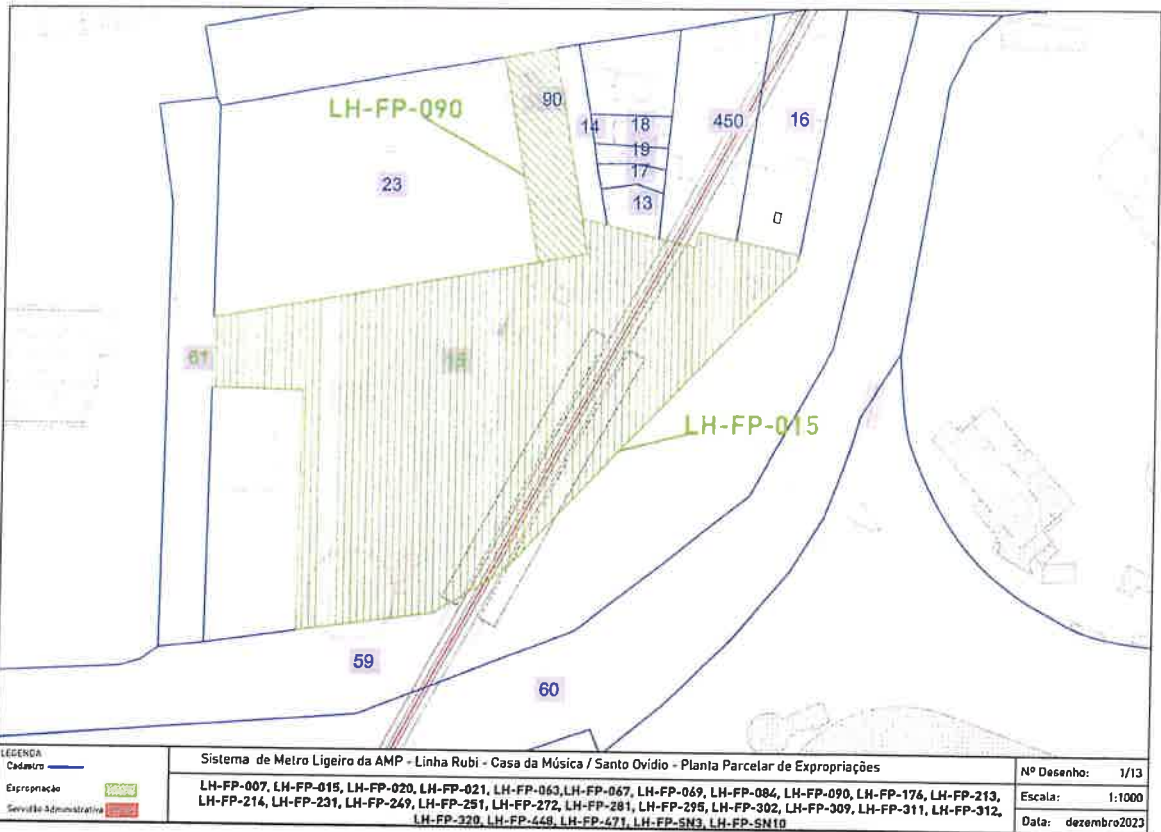 90
LH-FP-090
14
18
450
16
19
17
23
13
61
15
LH-FP-015
59
60
LEGENDA
Cadastro
Expropriação
Servidão Administrativa
Sistema de Metro Ligeiro da AMP - Linha Rubi - Casa da Música / Santo Ovídio - Planta Parcelar de Expropriações
LH-FP-007, LH-FP-015, LH-FP-020, LH-FP-021, LH-FP-063,LH-FP-067, LH-FP-069, LH-FP-084, LH-FP-090, LH-FP-176, LH-FP-213,
LH-FP-214, LH-FP-231, LH-FP-249, LH-FP-251, LH-FP-272, LH-FP-281, LH-FP-295, LH-FP-302, LH-FP-309, LH-FP-311, LH-FP-312,
LH-FP-320, LH-FP-448, LH-FP-471, LH-FP-SN3, LH-FP-SN10
Nº Desenho: 1/13
Escala: 1:1000
Data: dezembro2023